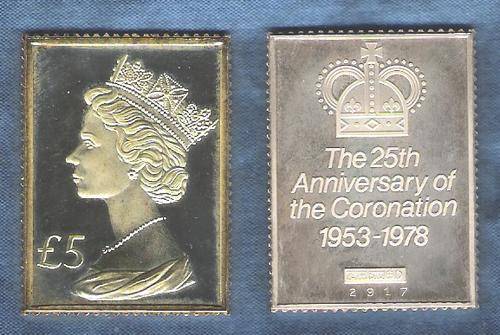 £5
The 25th
Anniversary of
the Coronation
1953-1978
2917